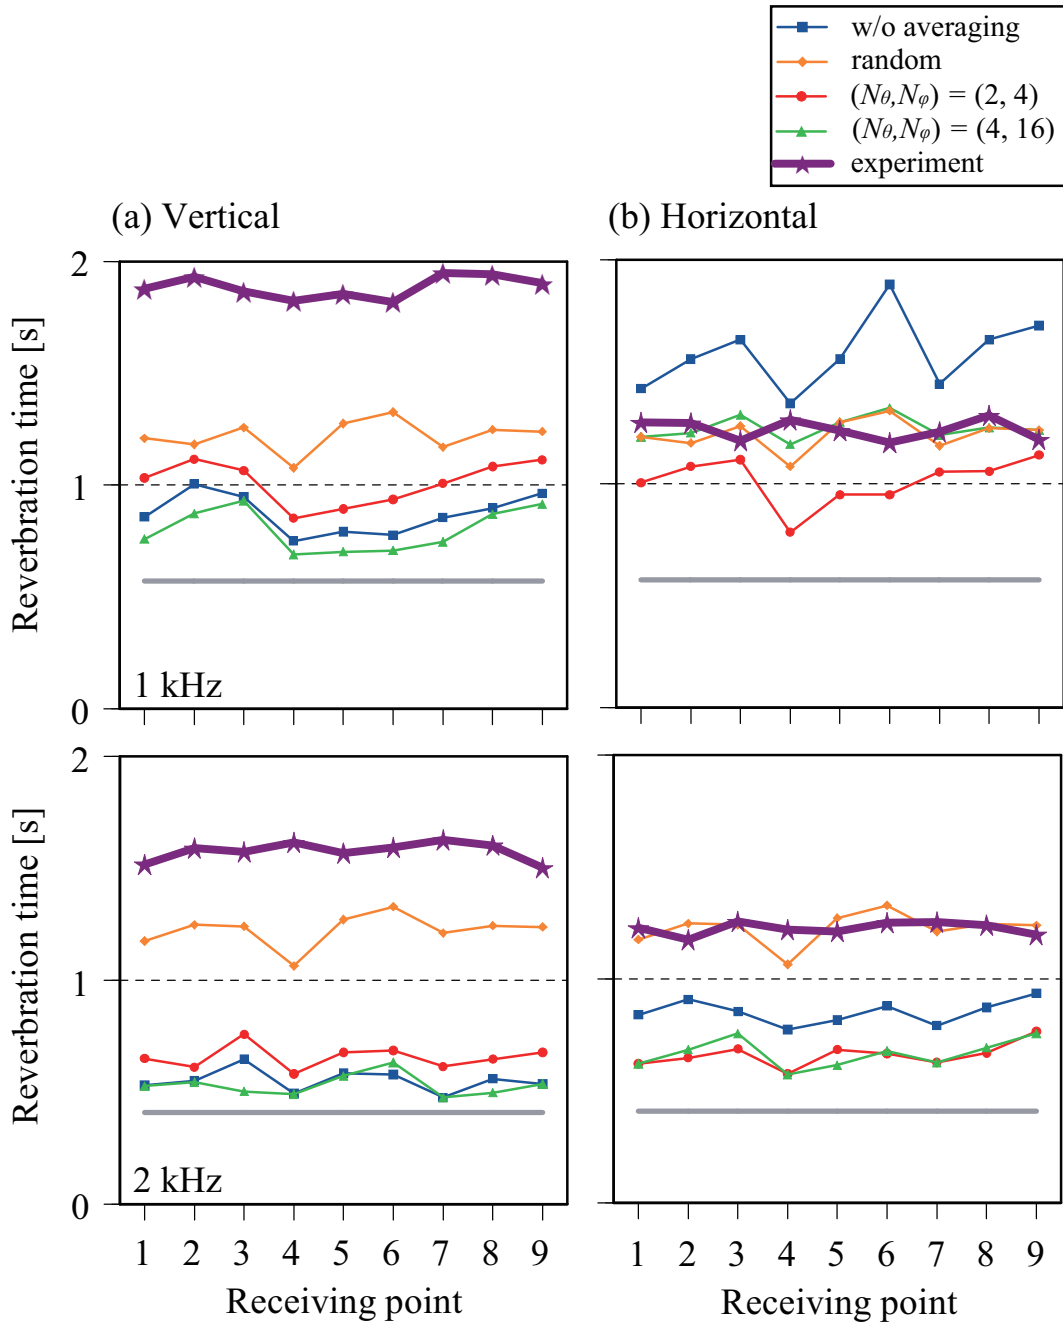 w/o averaging
random
(Nθ,Nφ) = (2, 4)
(Nθ,Nφ) = (4, 16)
experiment
(a) Vertical
(b) Horizontal
2
1
0
Reverbration time [s]
1 kHz
2
1
0
Reverbration time [s]
2 kHz
1 2 3 4 5 6 7 8 9
1 2 3 4 5 6 7 8 9
Receiving point
Receiving point